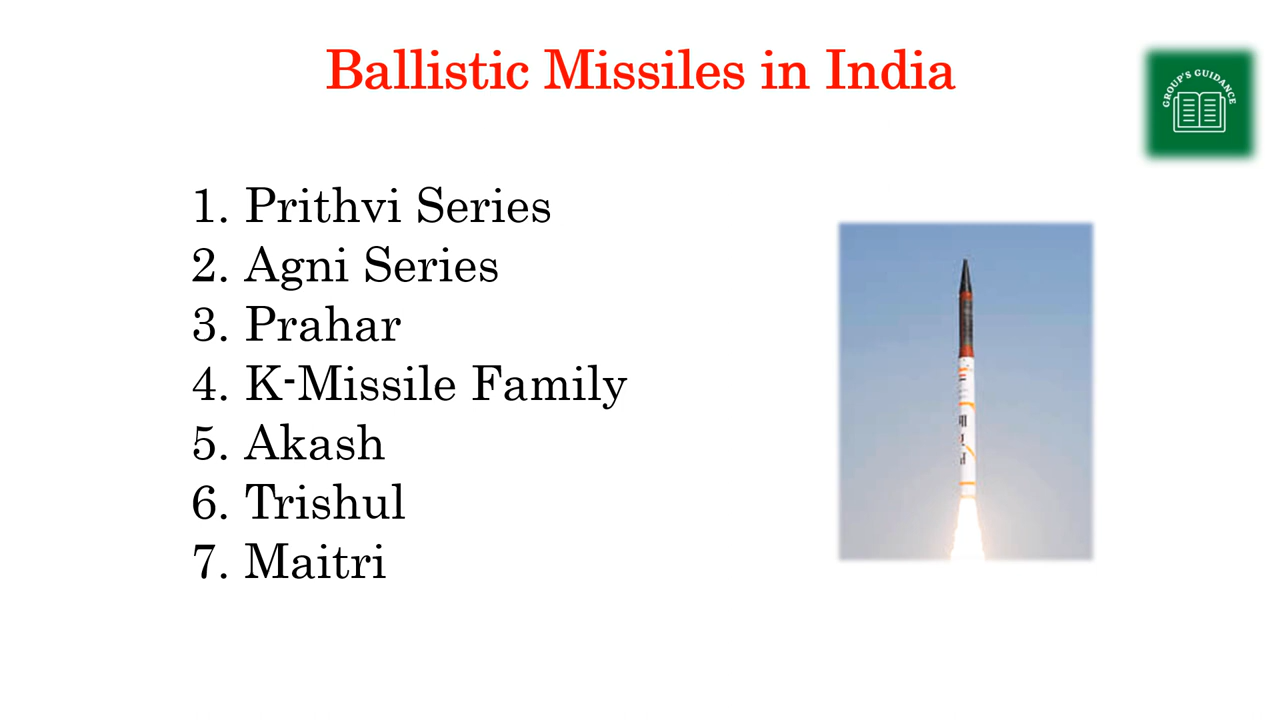 Ballistic Missiles in India
GROUP'S GUIDANCE
1. Prithvi Series
2. Agni Series
3. Prahar
4. K-Missile Family
5. Akash
6. Trishul
7. Maitri